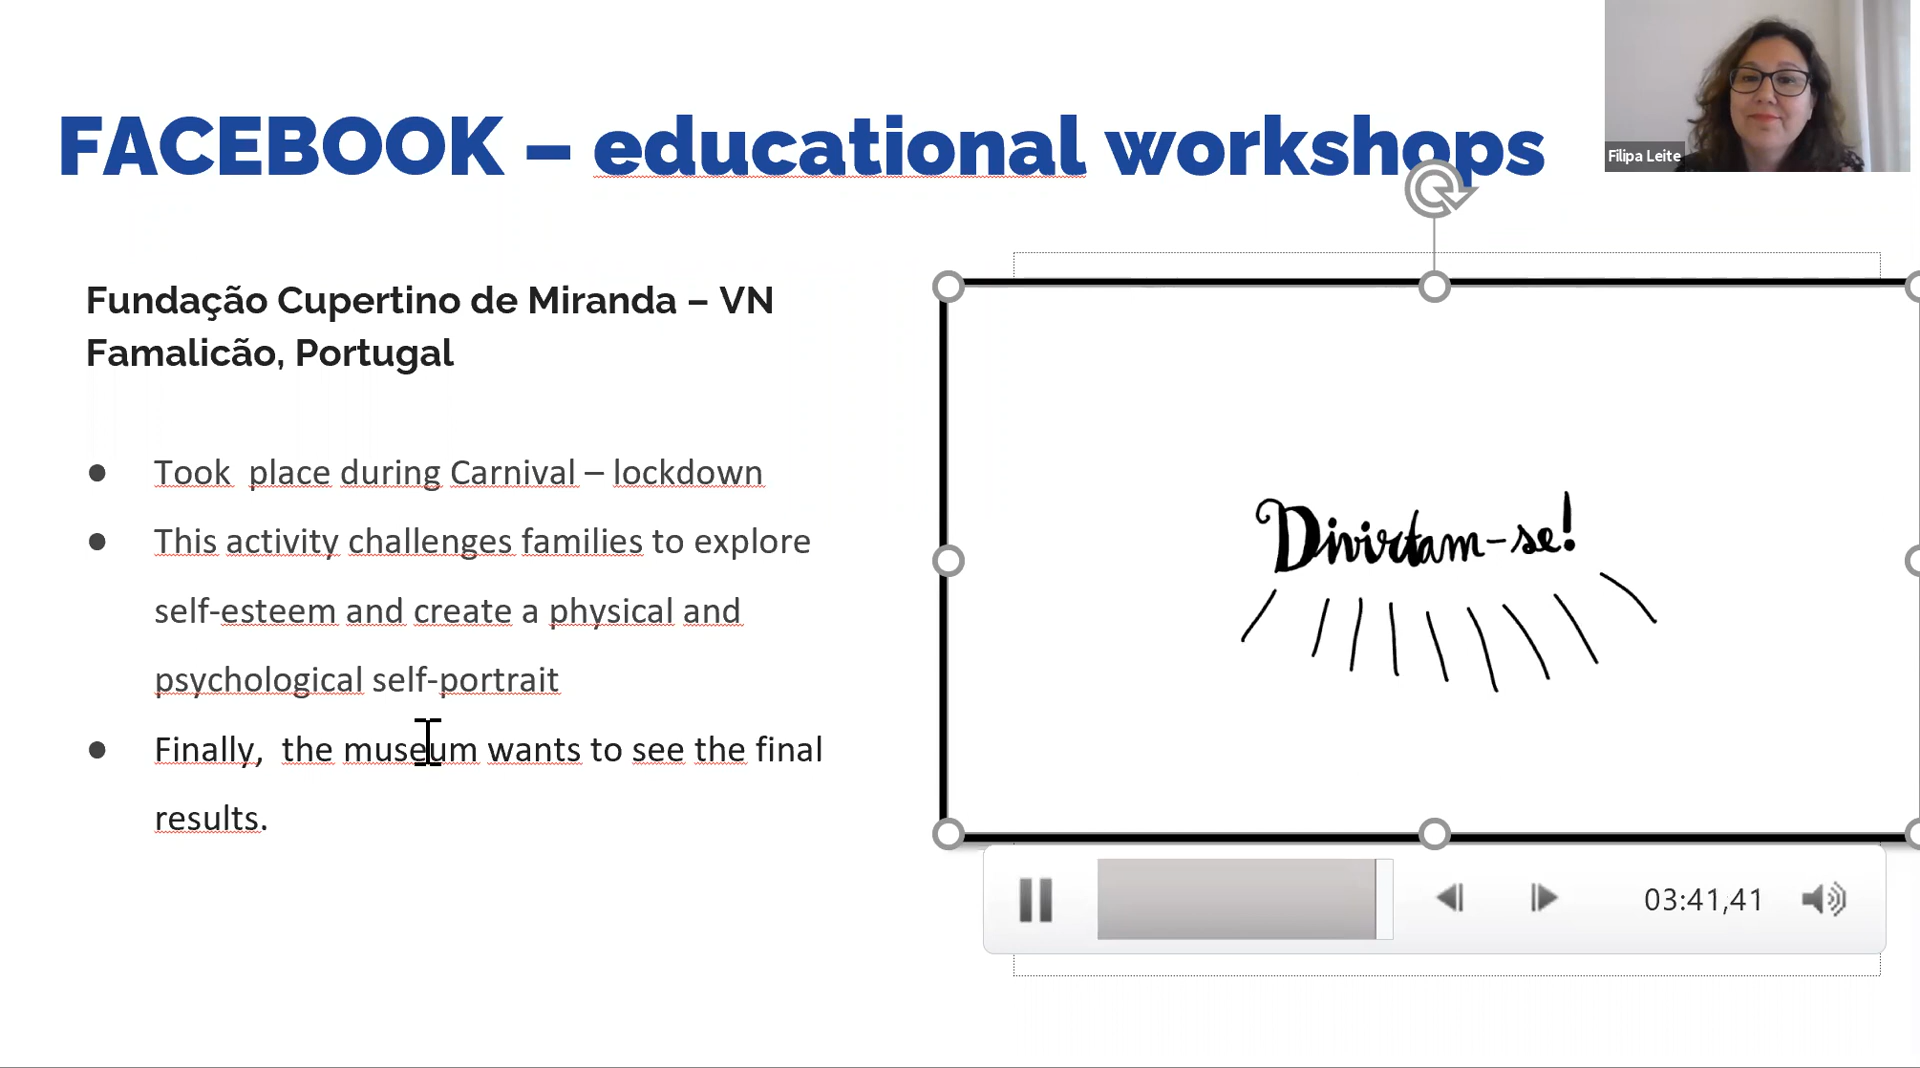 FACEBOOK – educational workshops
Filipa Leite
Fundação Cupertino de Miranda – VN
Famalicão, Portugal
● Took place during Carnival – lockdown
● This activity challenges families to explore
self-esteem and create a physical and
psychological self-portrait
● Finally, the museum wants to see the final
results.
Divirtam-se!
03:41,41